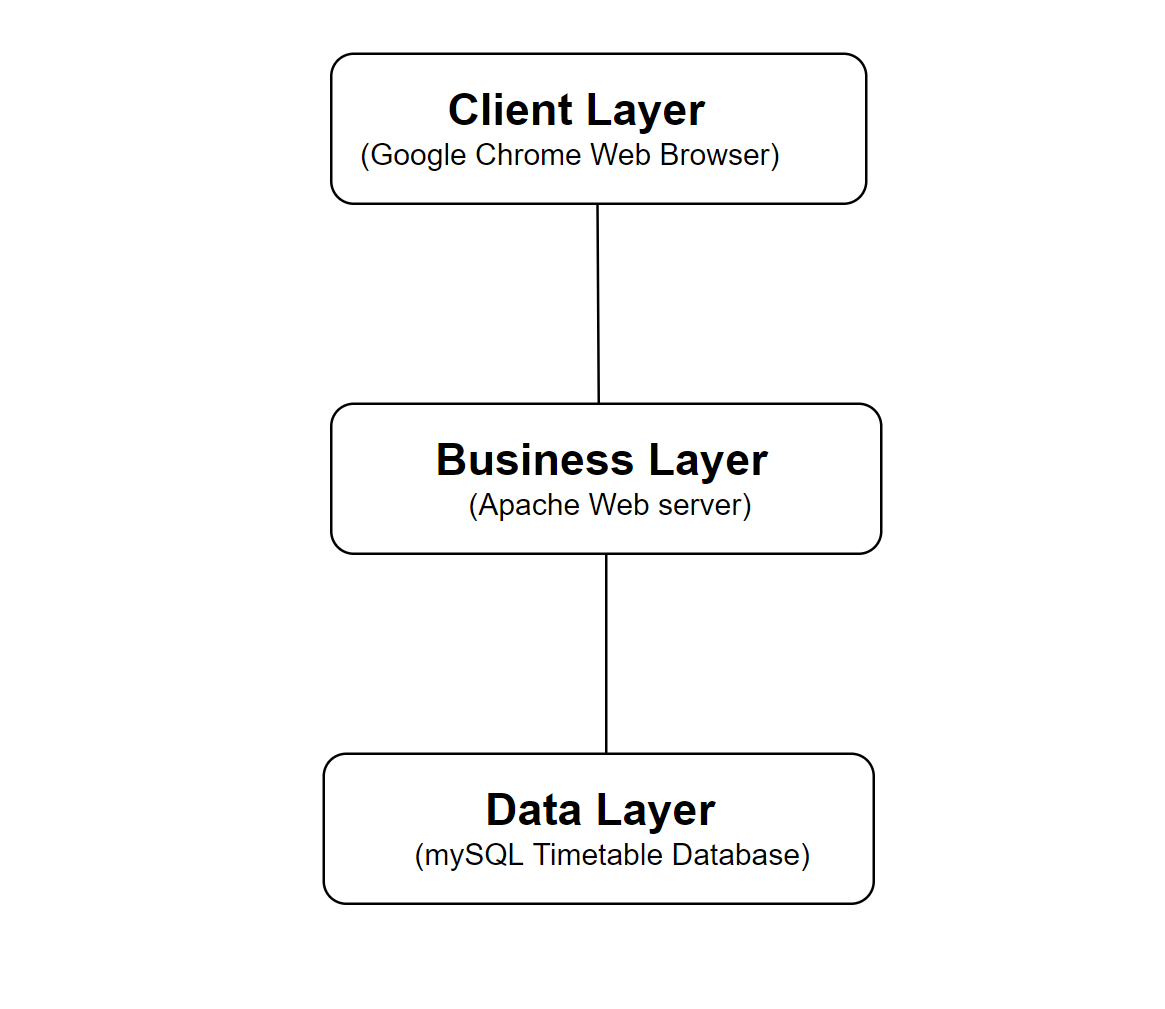 Client Layer
(Google Chrome Web Browser)
Business Layer
(Apache Web server)
Data Layer
(mySQL Timetable Database)